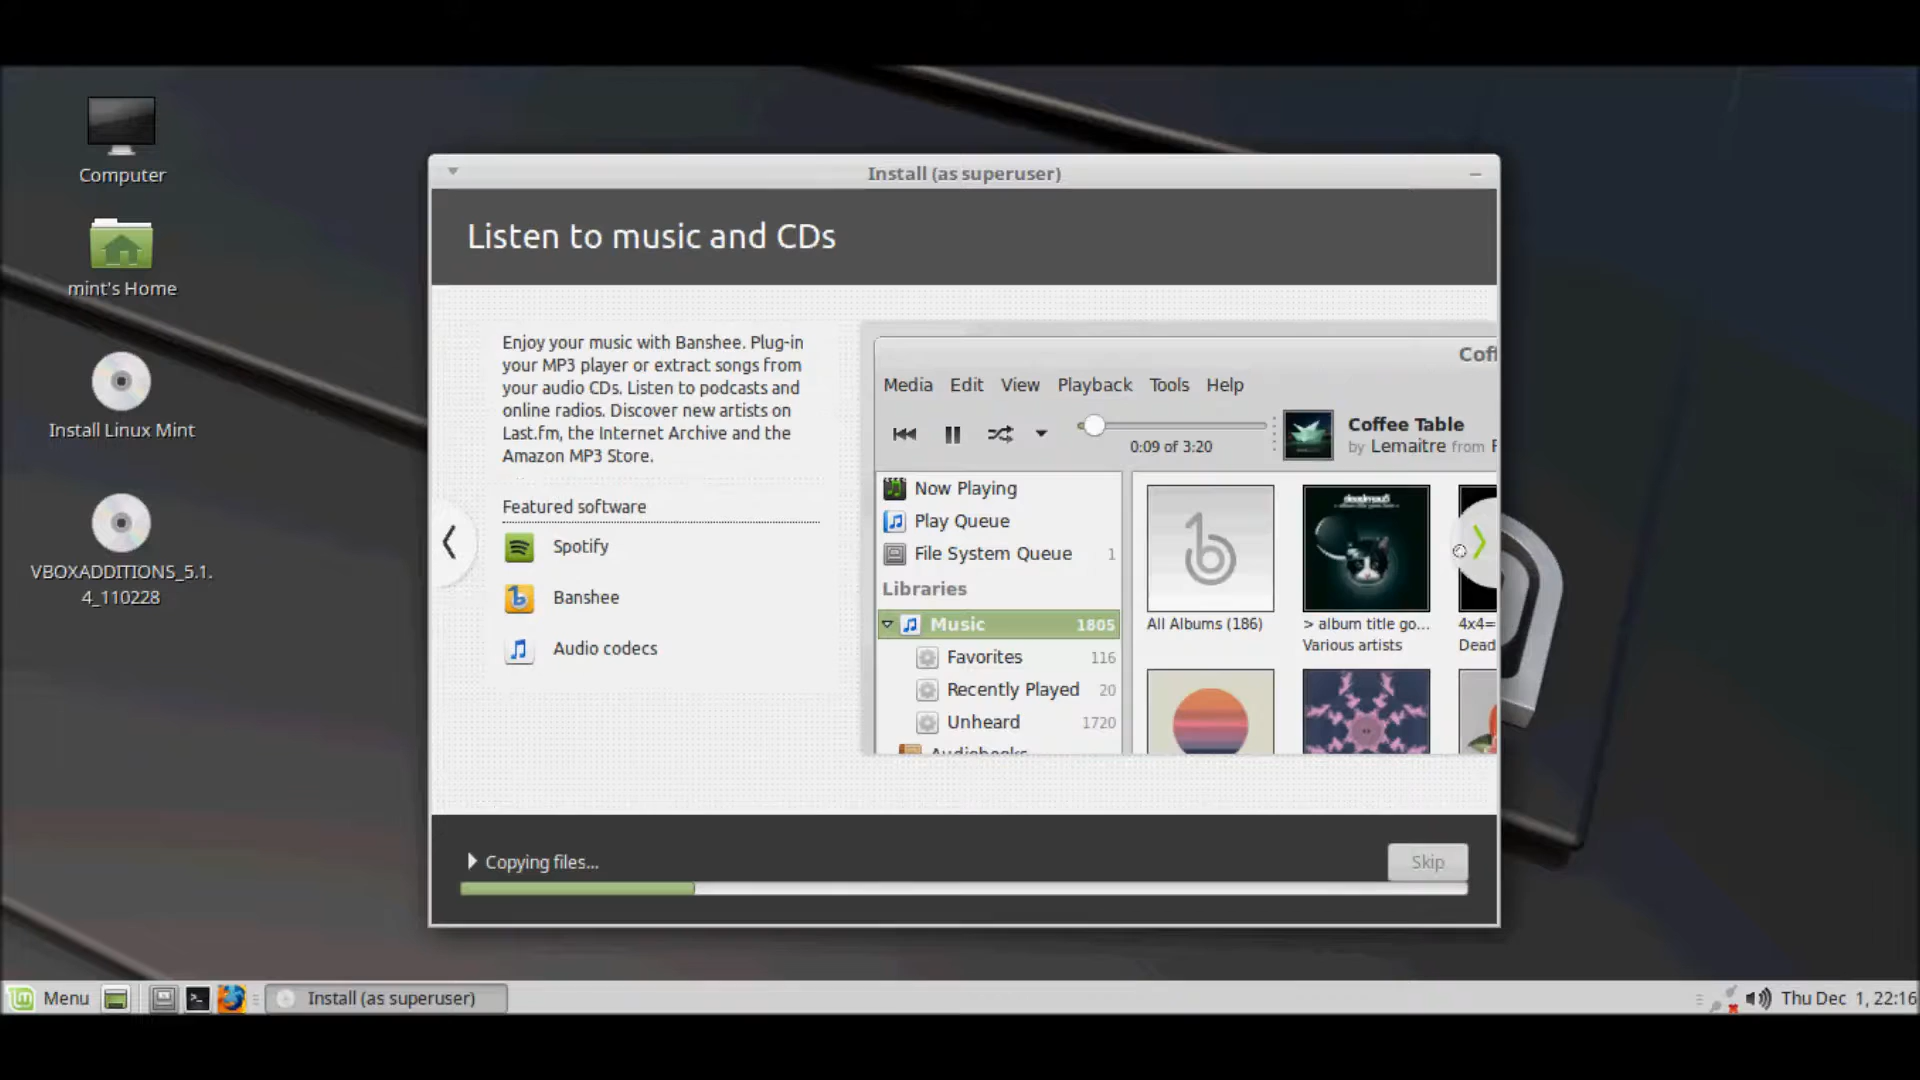 Computer
mint's Home
Install Linux Mint
VBOXADDITIONS_5.1.
4_110228
Install (as superuser)
Listen to music and CDs
Enjoy your music with Banshee. Plug-in
your MP3 player or extract songs from
your audio CDs. Listen to podcasts and
online radios. Discover new artists on
Last.fm, the Internet Archive and the
Amazon MP3 Store.
Featured software
Spotify
Banshee
Audio codecs
Media Edit View Playback Tools Help
0:09 of 3:20
Coffee Table
by Lemaitre from
Now Playing
Play Queue
File System Queue 1
Libraries
Music 1805
Favorites 116
Recently Played 20
Unheard 1720
Audiobooks
All Albums (186)
deadmau5
> album title go...
Various artists
4x4=
Dead
Copying files...
Skip
Menu
Install (as superuser)
Thu Dec 1, 22:16